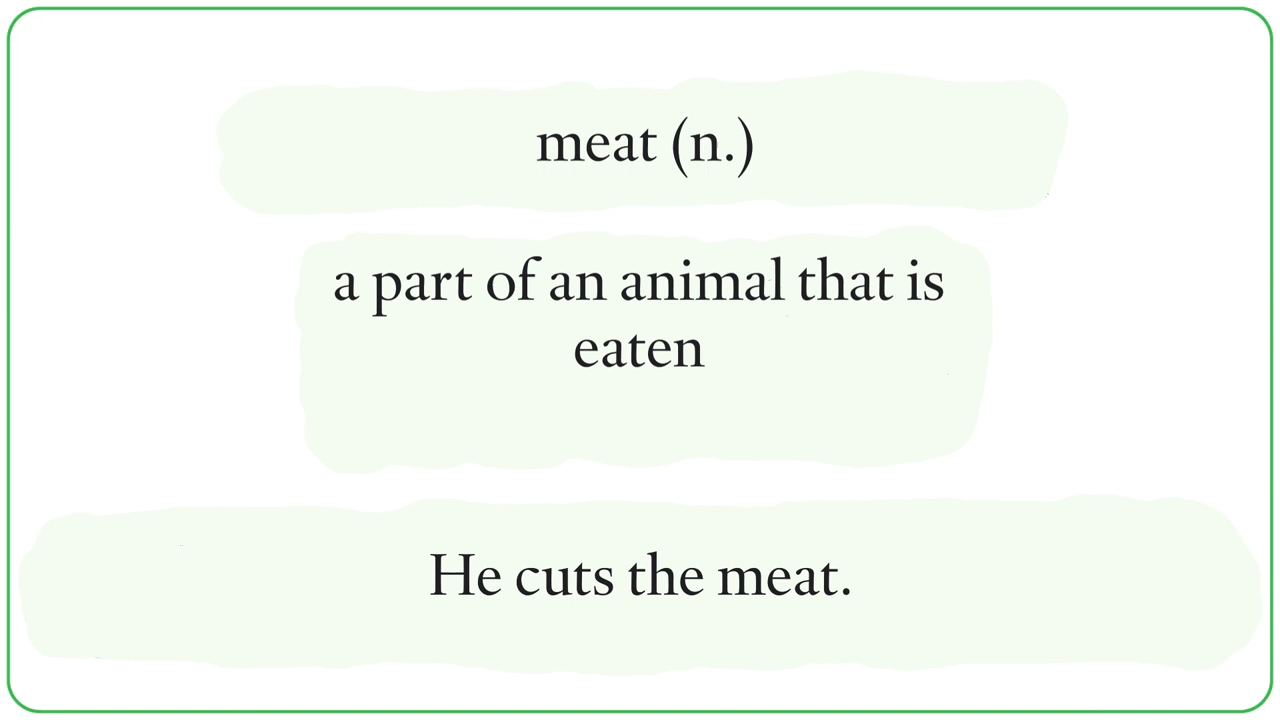 meat (n.)
a part of an animal that is
eaten
He cuts the meat.